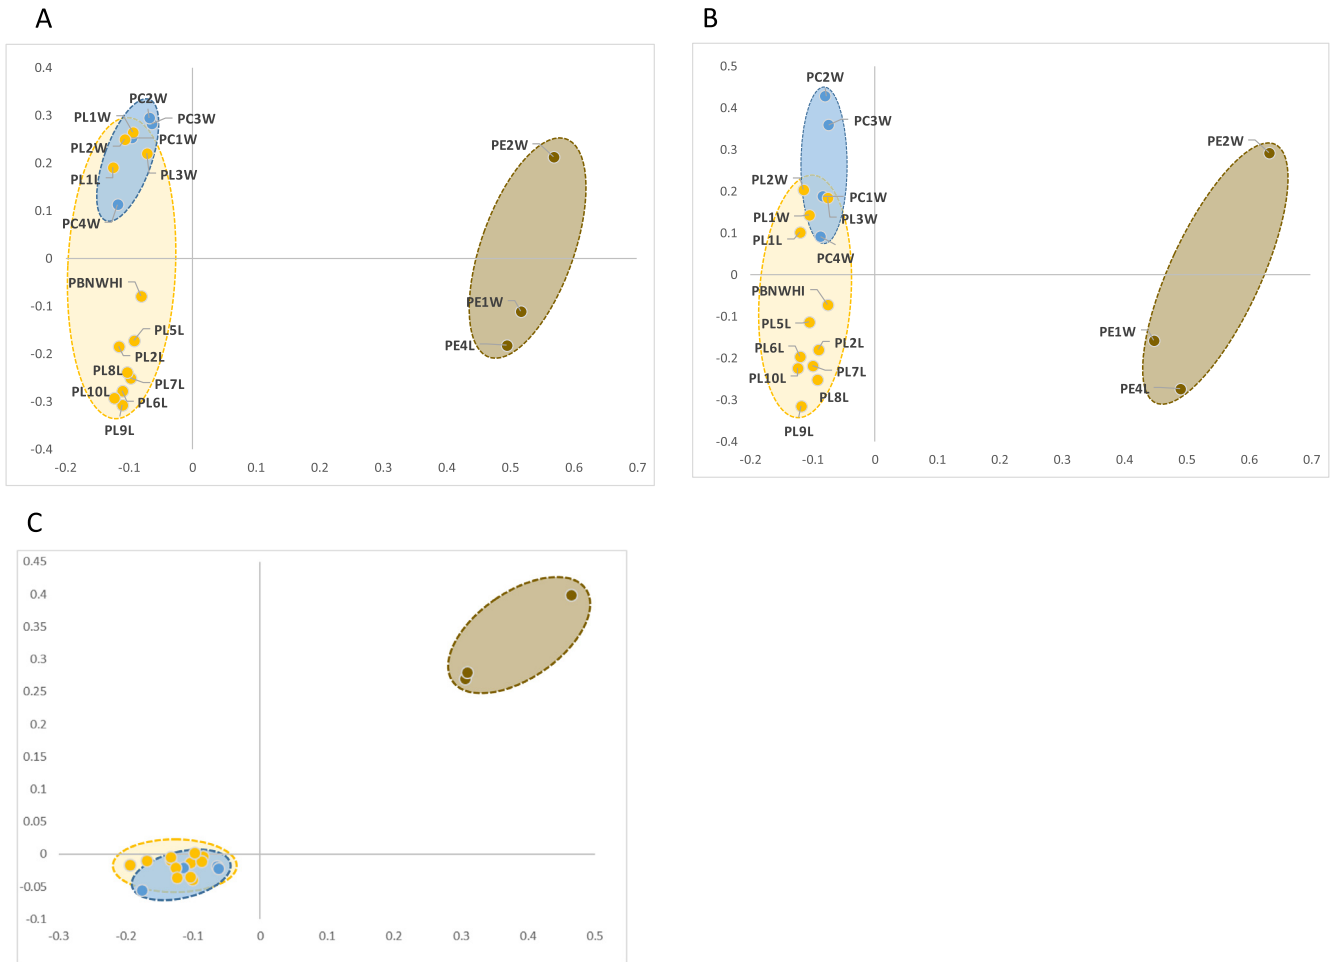 A
0.4
0.3
0.2
0.1
0
-0.1
-0.2
-0.3
-0.4
-0.2
-0.1
0
0.1
0.2
0.3
0.4
0.5
0.6
0.7
PC2W
PL1W
PC3W
PL2W
PC1W
PL1L
PL3W
PC4W
PBNWHI
PL5L
PL2L
PL8L
PL7L
PL10L
PL6L
PL9L
PE2W
PE1W
PE4L
B
0.5
0.4
0.3
0.2
0.1
0
-0.1
-0.2
-0.3
-0.4
-0.2
-0.1
0
0.1
0.2
0.3
0.4
0.5
0.6
0.7
PC2W
PC3W
PL2W
PC1W
PL1W
PL3W
PL1L
PC4W
PBNWHI
PL5L
PL6L
PL2L
PL10L
PL7L
PL8L
PL9L
PE2W
PE1W
PE4L
C
0.45
0.4
0.35
0.3
0.25
0.2
0.15
0.1
0.05
0
-0.05
-0.1
-0.3
-0.2
-0.1
0
0.1
0.2
0.3
0.4
0.5